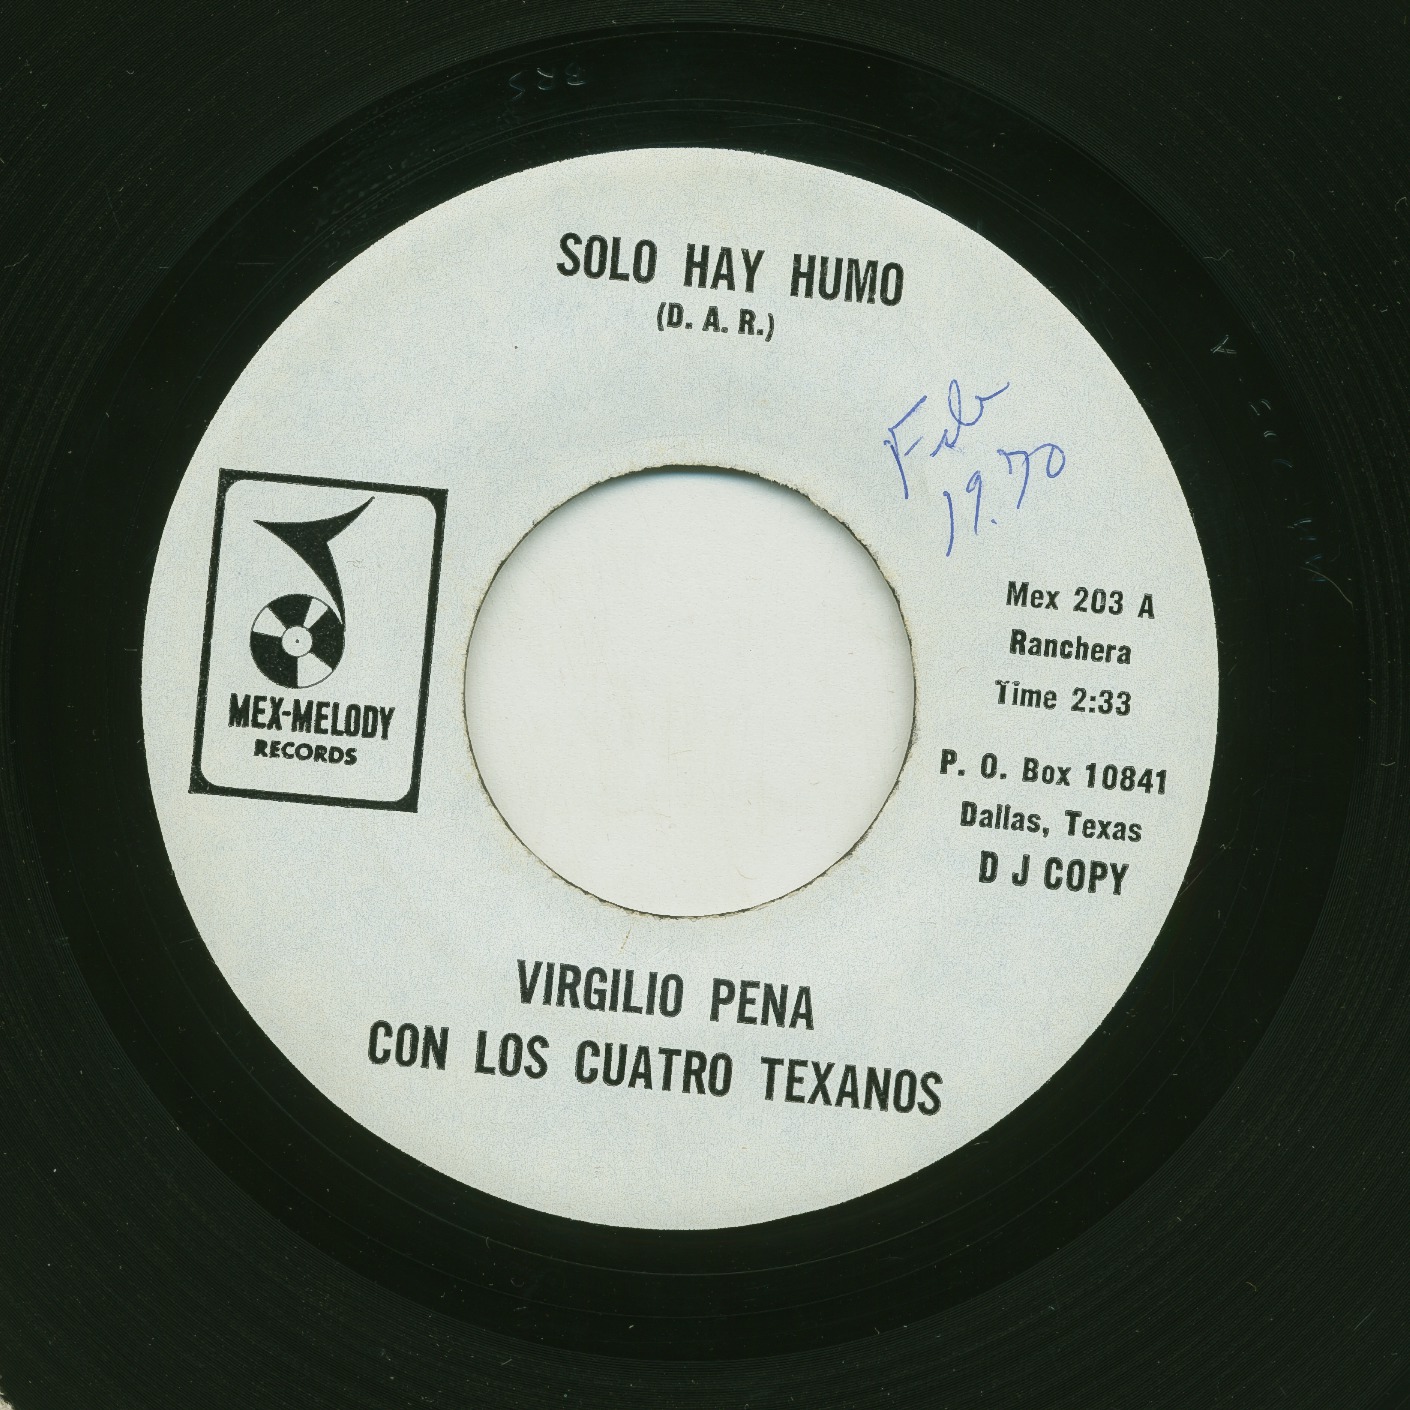 SOLO HAY HUMO
(D. A. R.)
Feb
19.70
MEX-MELODY
RECORDS
Mex 203 A
Ranchera
Time 2:33
P. O. Box 10841
Dallas, Texas
D J COPY
VIRGILIO PENA
CON LOS CUATRO TEXANOS